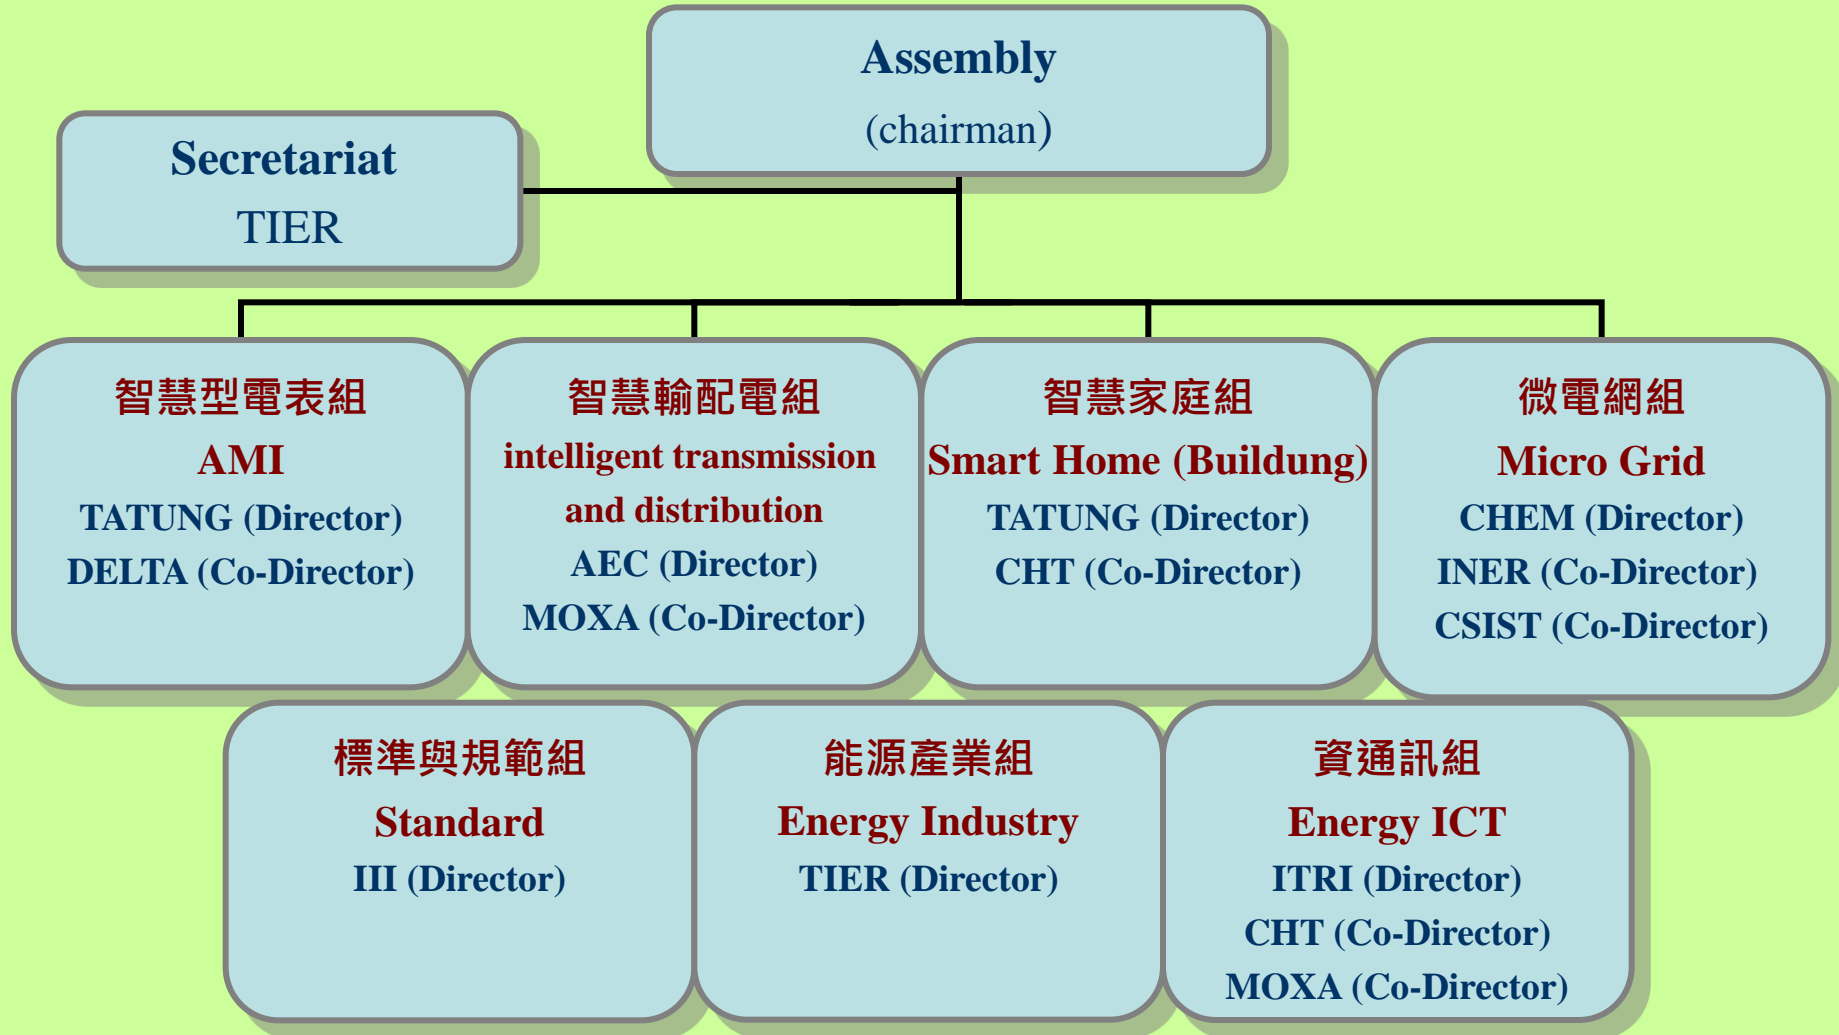 Assembly
(chairman)
Secretariat
TIER
智慧型電表組
AMI
TATUNG (Director)
DELTA (Co-Director)
智慧輸配電組
intelligent transmission
and distribution
AEC (Director)
MOXA (Co-Director)
智慧家庭組
Smart Home (Buildung)
TATUNG (Director)
CHT (Co-Director)
微電網組
Micro Grid
CHEM (Director)
INER (Co-Director)
CSIST (Co-Director)
標準與規範組
Standard
III (Director)
能源產業組
Energy Industry
TIER (Director)
資通訊組
Energy ICT
ITRI (Director)
CHT (Co-Director)
MOXA (Co-Director)